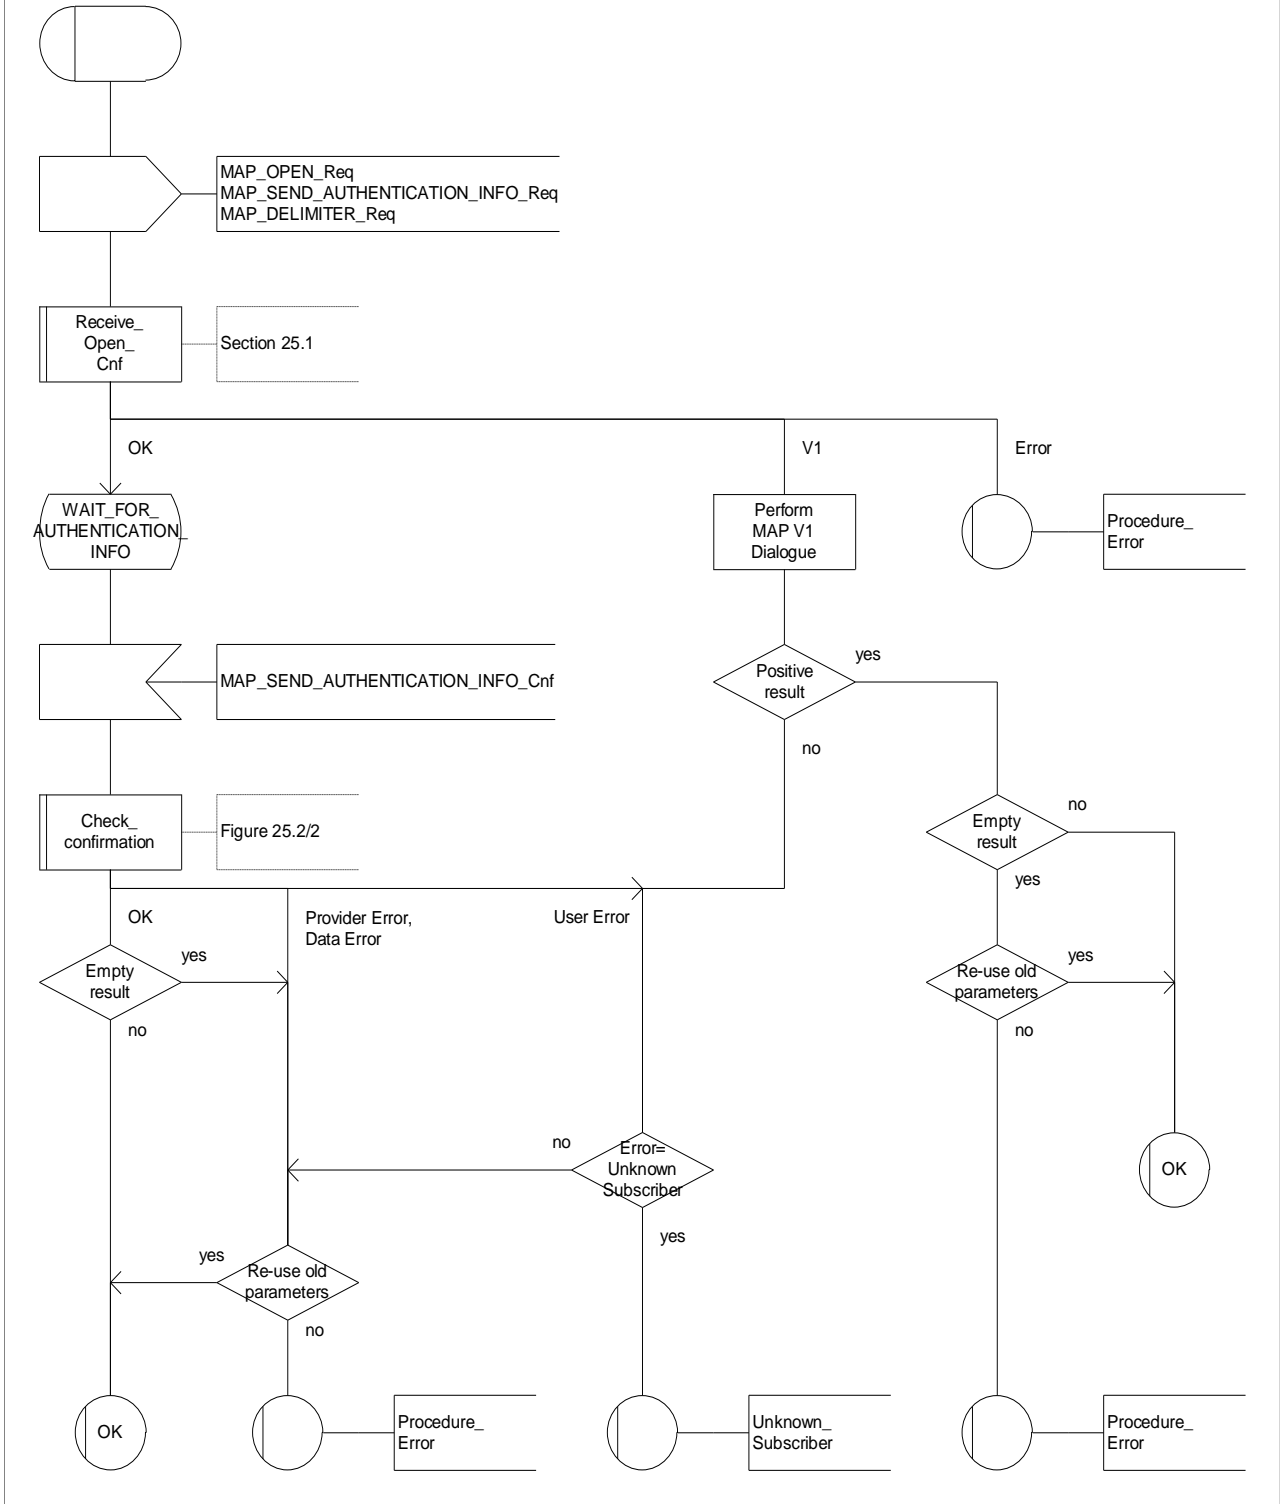 MAP_OPEN_Req
MAP_SEND_AUTHENTICATION_INFO_Req
MAP_DELIMITER_Req
Receive_
Open_
Cnf
Section 25.1
OK
V1
Error
WAIT_FOR_
AUTHENTICATION_
INFO
Perform
MAP V1
Dialogue
Procedure_
Error
MAP_SEND_AUTHENTICATION_INFO_Cnf
Positive
result
yes
no
Check_
confirmation
Figure 25.2/2
Empty
result
no
yes
OK
Provider Error,
Data Error
User Error
Empty
result
yes
no
Re-use old
parameters
yes
no
Error=
Unknown
Subscriber
no
yes
OK
Re-use old
parameters
yes
no
OK
Procedure_
Error
Unknown_
Subscriber
Procedure_
Error